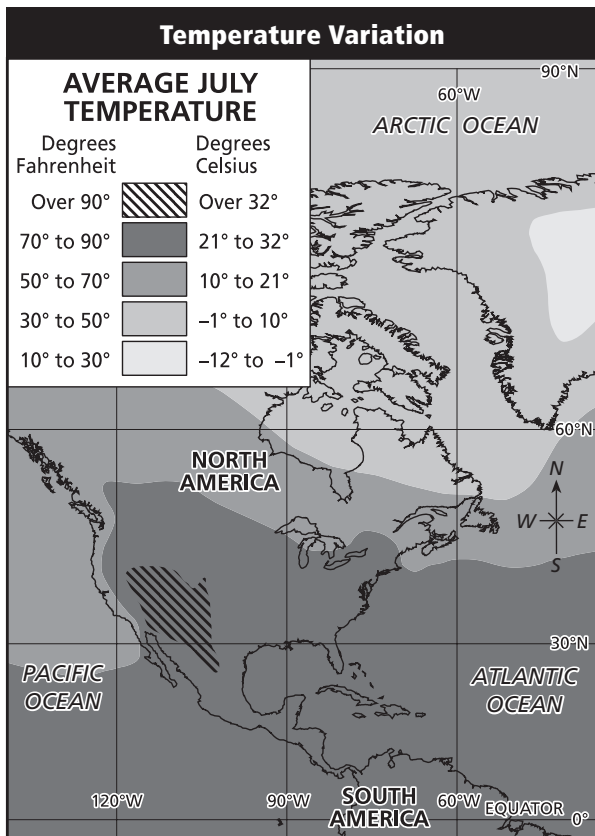 Temperature Variation
AVERAGE JULY
TEMPERATURE
Degrees
Fahrenheit
Degrees
Celsius
Over 90° Over 32°
70° to 90° 21° to 32°
50° to 70° 10° to 21°
30° to 50° –1° to 10°
10° to 30° –12° to –1°
90°N
60°W
ARCTIC OCEAN
60°N
NORTH
AMERICA
N
W E
S
30°N
PACIFIC
OCEAN
ATLANTIC
OCEAN
120°W
90°W
SOUTH
AMERICA
60°W
EQUATOR
0°